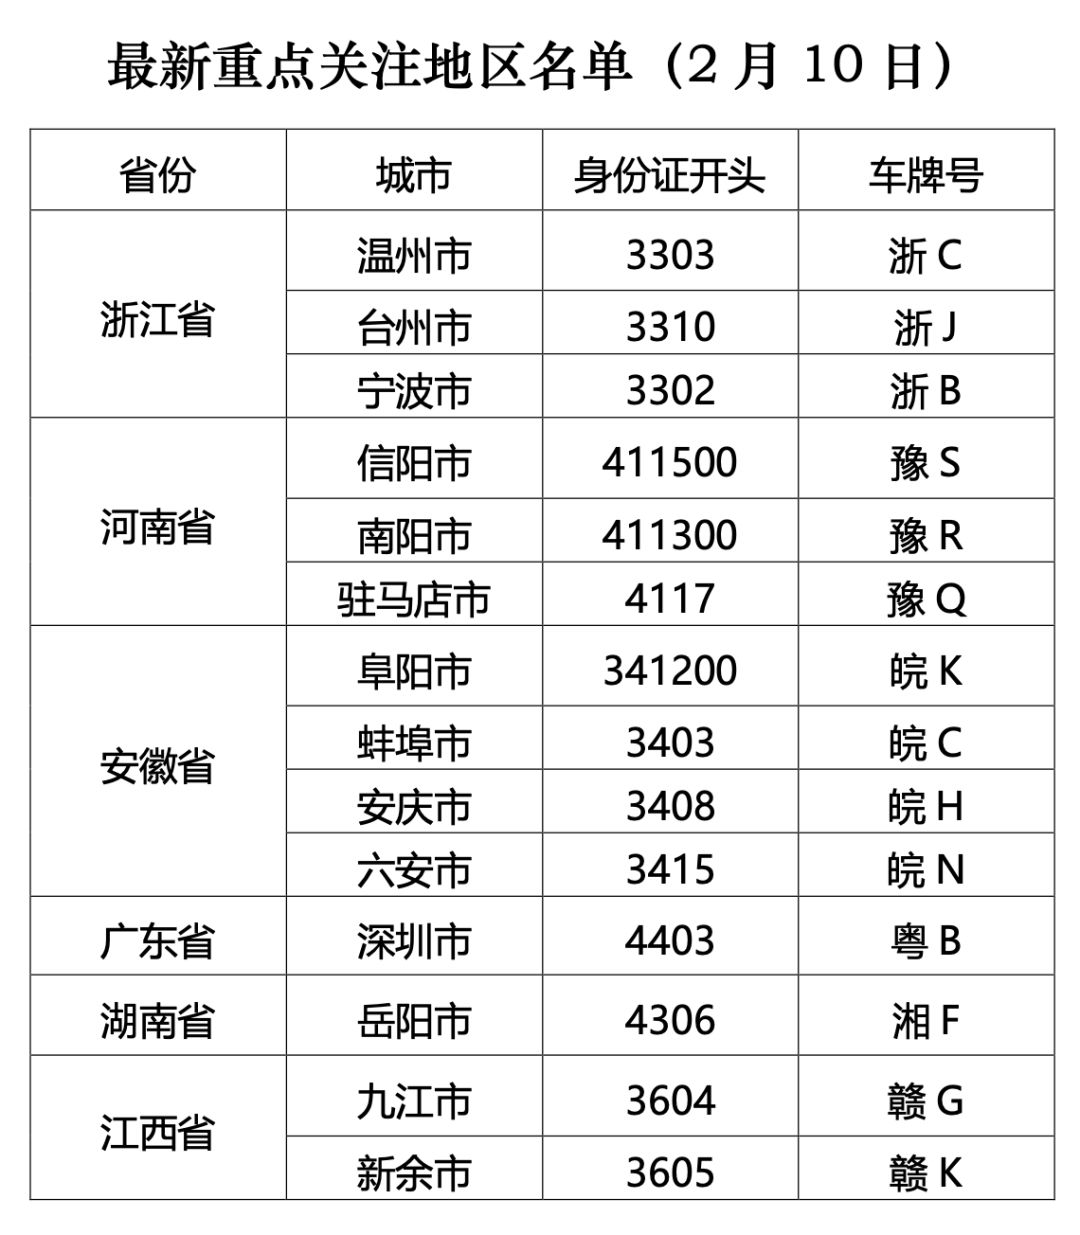 最新重点关注地区名单（2 月 10 日）
省份 城市 身份证开头 车牌号
浙江省 温州市 3303 浙 C
台州市 3310 浙 J
宁波市 3302 浙 B
河南省 信阳市 411500 豫 S
南阳市 411300 豫 R
驻马店市 4117 豫 Q
安徽省 阜阳市 341200 皖 K
蚌埠市 3403 皖 C
安庆市 3408 皖 H
六安市 3415 皖 N
广东省 深圳市 4403 粤 B
湖南省 岳阳市 4306 湘 F
江西省 九江市 3604 赣 G
新余市 3605 赣 K